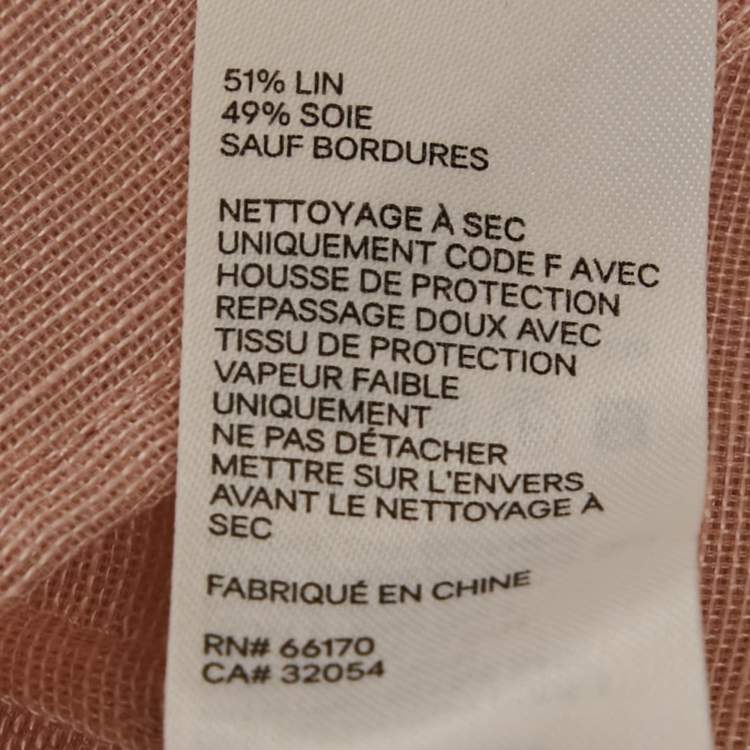 51% LIN
49% SOIE
SAUF BORDURES
NETTOYAGE À SEC
UNIQUEMENT CODE F AVEC
HOUSSE DE PROTECTION
REPASSAGE DOUX AVEC
TISSU DE PROTECTION
VAPEUR FAIBLE
UNIQUEMENT
NE PAS DÉTACHER
METTRE SUR L'ENVERS
AVANT LE NETTOYAGE À
SEC
FABRIQUÉ EN CHINE
RN# 66170
CA# 32054